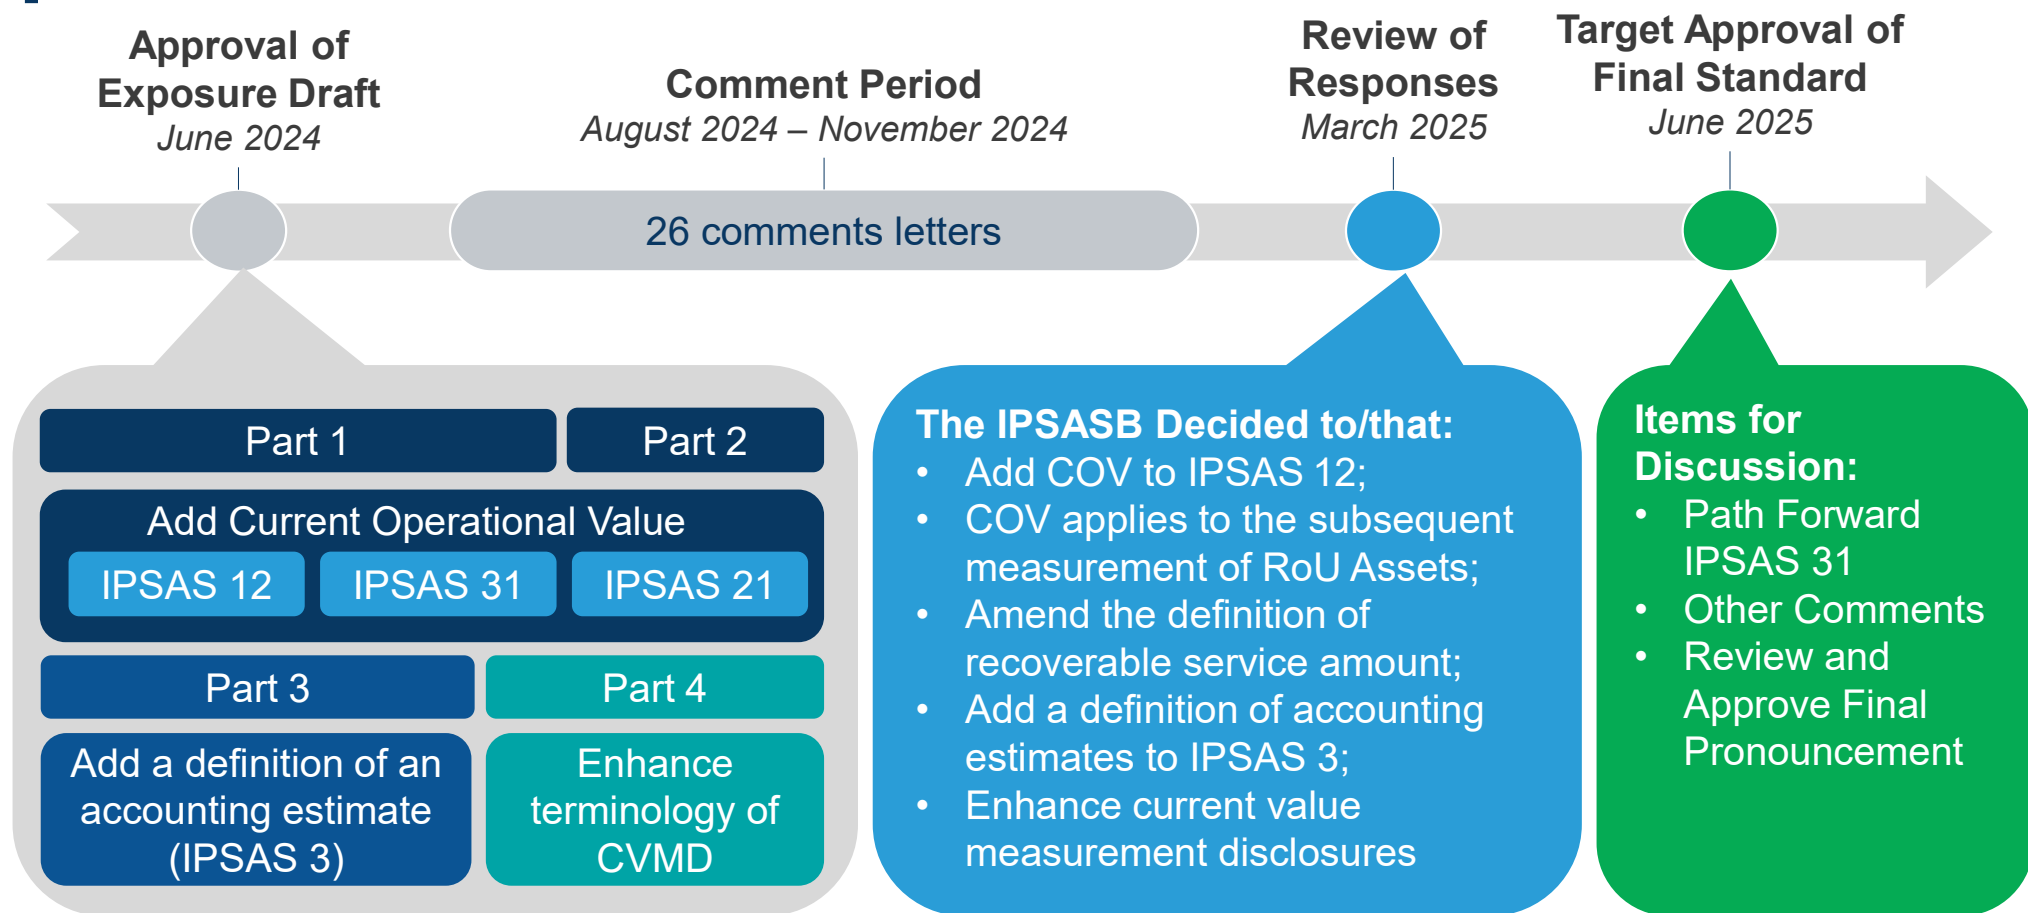 Approval of
Exposure Draft
June 2024
Comment Period
August 2024 – November 2024
Review of
Responses
March 2025
Target Approval of
Final Standard
June 2025
26 comments letters
Part 1
Part 2
Add Current Operational Value
IPSAS 12
IPSAS 31
IPSAS 21
Part 3
Part 4
Add a definition of an
accounting estimate
(IPSAS 3)
Enhance
terminology of
CVMD
The IPSASB Decided to/that:
• Add COV to IPSAS 12;
• COV applies to the subsequent
measurement of RoU Assets;
• Amend the definition of
recoverable service amount;
• Add a definition of accounting
estimates to IPSAS 3;
• Enhance current value
measurement disclosures
Items for
Discussion:
• Path Forward
IPSAS 31
• Other Comments
• Review and
Approve Final
Pronouncement